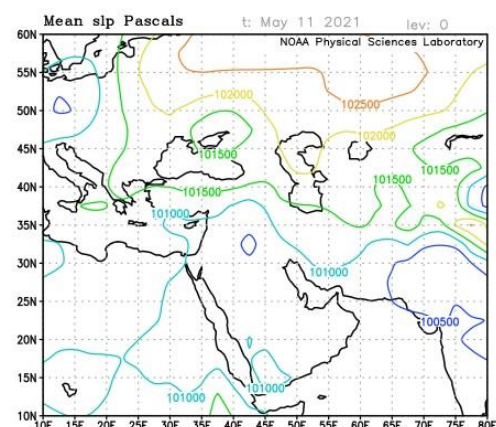 Mean slp Pascals t: May 11 2021 lev: 0
NOAA Physical Sciences Laboratory
60N
55N
50N
45N
40N
35N
30N
25N
20N
15N
10N
102500
102000
102000
101500
101500
101500
101500
101000
101000
100500
101000
101000
10E 15E 20E 25E 30E 35E 40E 45E 50E 55E 60E 65E 70E 75E 80E